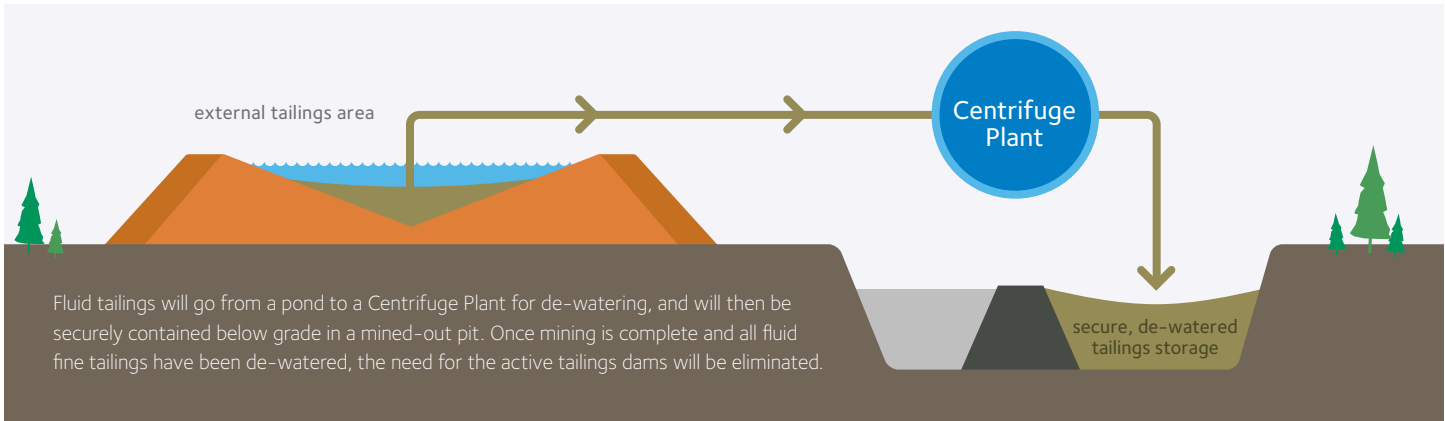 external tailings area
Centrifuge
Plant
Fluid tailings will go from a pond to a Centrifuge Plant for de-watering, and will then be
securely contained below grade in a mined-out pit. Once mining is complete and all fluid
fine tailings have been de-watered, the need for the active tailings dams will be eliminated.
secure, de-watered
tailings storage